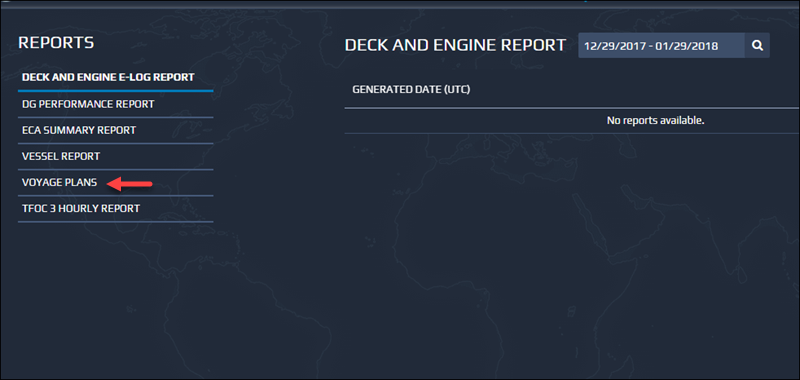 REPORTS
DECK AND ENGINE E-LOG REPORT
DG PERFORMANCE REPORT
ECA SUMMARY REPORT
VESSEL REPORT
VOYAGE PLANS
TFOC 3 HOURLY REPORT
DECK AND ENGINE REPORT 12/29/2017 - 01/29/2018
GENERATED DATE (UTC)
No reports available.